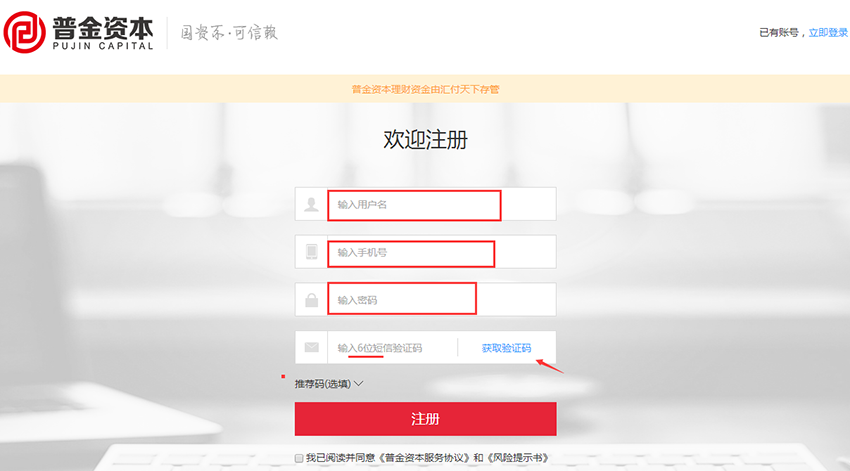 普金资本
PUJIN CAPITAL
国资系·可信赖
已有账号，立即登录
普金资本理财资金由汇付天下存管
欢迎注册
输入用户名
输入手机号
输入密码
输入6位短信验证码 获取验证码
推荐码(选填)
注册
我已阅读并同意《普金资本服务协议》和《风险提示书》